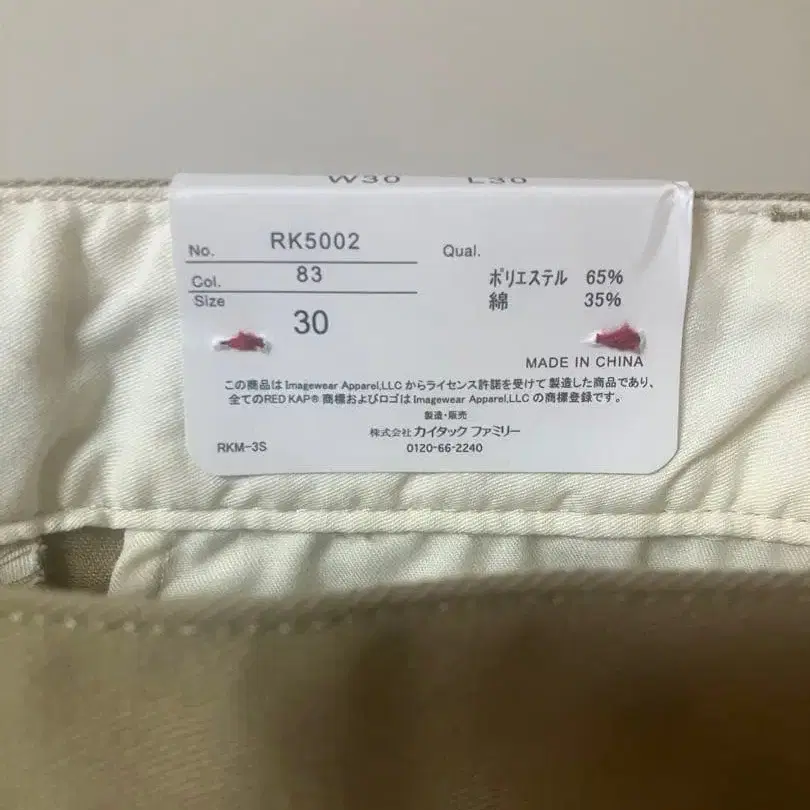 W30 L30
No. RK5002
Col. 83
Size 30
Qual.
ポリエステル 65%
綿 35%
MADE IN CHINA
この商品は Imagewear Apparel,LLC からライセンス許諾を受けて 製造した商品であり、
全てのRED KAP® 商標およびロゴは Imagewear Apparel,LLC の商標登録です。
製造・販売
株式会社 カイタック ファミリー
RKM-3S 0120-66-2240